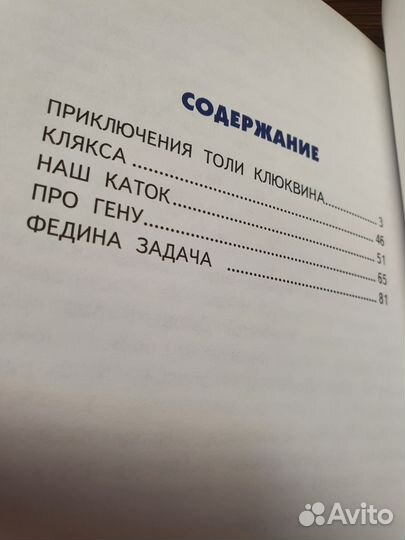 СОДЕРЖАНИЕ
ПРИКЛЮЧЕНИЯ ТОЛИ КЛЮКВИНА.................3
КЛЯКСА.................46
НАШ КАТОК.................51
ПРО ГЕНУ.................65
ФЕДИНА ЗАДАЧА .................81
Avito